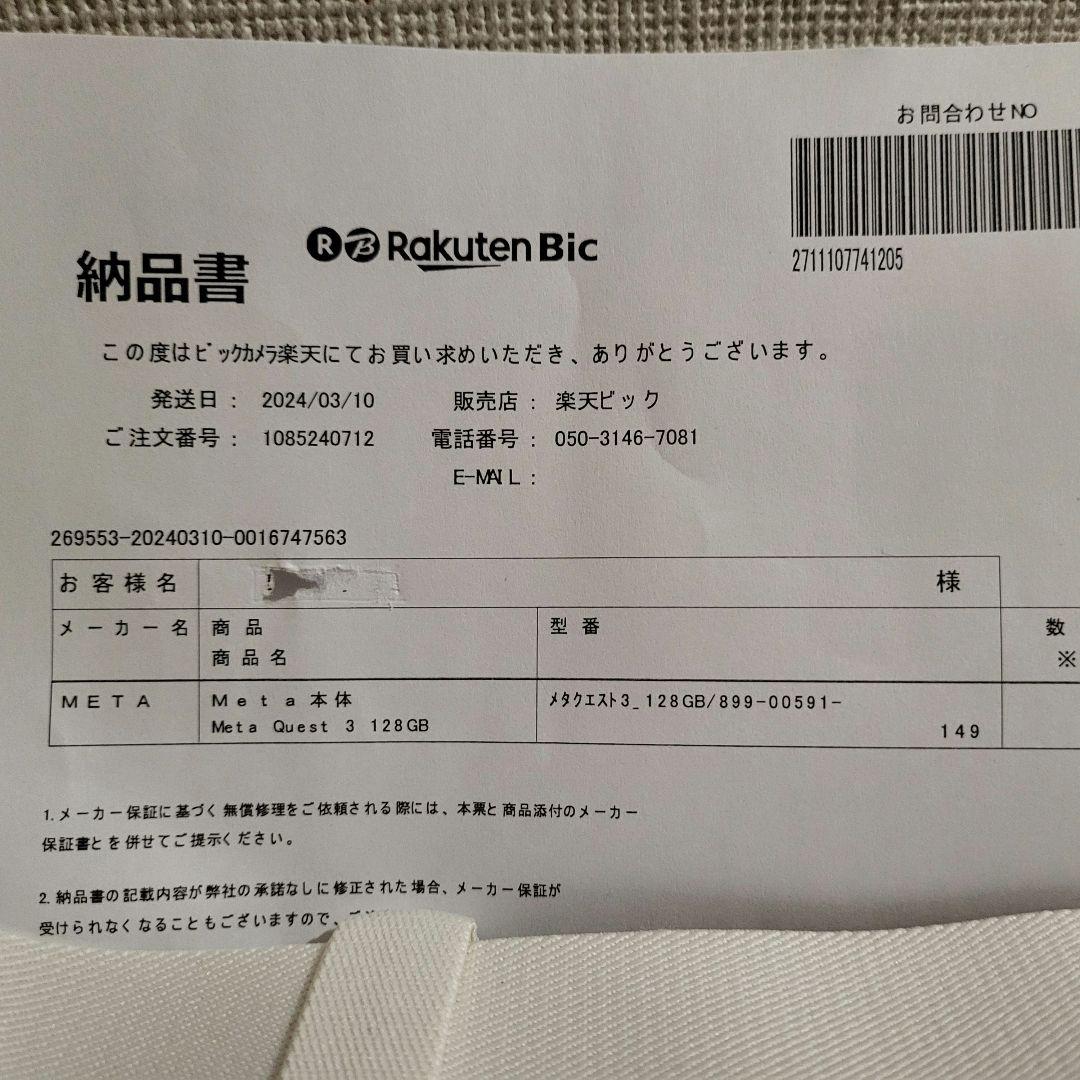 お問合わせNO
2711107741205
納品書
R B Rakuten Bic
この度はビックカメラ楽天にてお買い求めいただき、ありがとうございます。
発送日 : 2024/03/10 販売店 : 楽天ビック
ご注文番号 : 1085240712 電話番号 : 050-3146-7081
E-MAIL :
269553-20240310-0016747563
お客様名 様
メーカー名 商品 型番 数
商品名 ※
META Meta本体 メタクエスト3_128GB/899-00591-
Meta Quest 3 128GB 149
1.メーカー保証に基づく無償修理をご依頼される際には、本票と商品添付のメーカー
保証書とを併せてご提示ください。
2.納品書の記載内容が弊社の承諾なしに修正された場合、メーカー保証が
受けられなくなることもございますので、